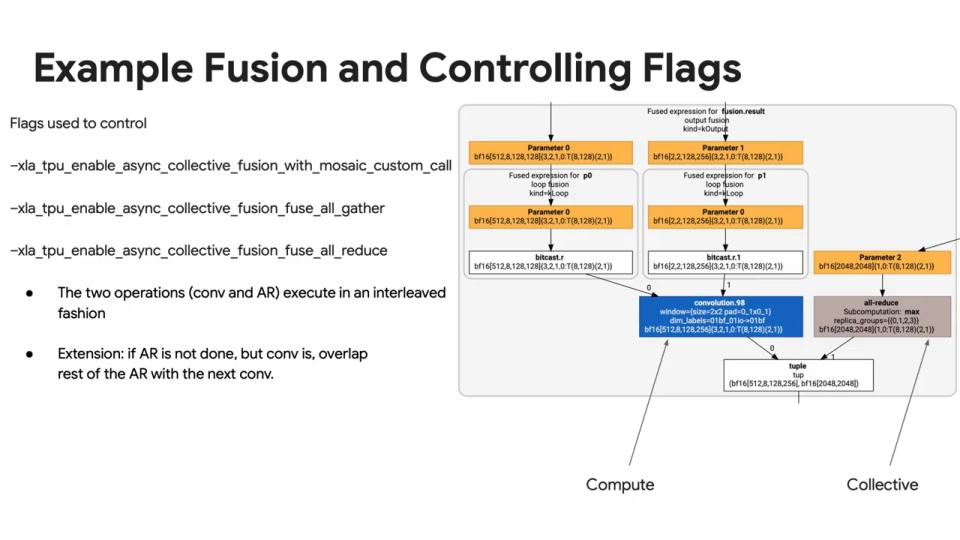 Example Fusion and Controlling Flags
Flags used to control
–xla_tpu_enable_async_collective_fusion_with_mosaic_custom_call
–xla_tpu_enable_async_collective_fusion_fuse_all_gather
–xla_tpu_enable_async_collective_fusion_fuse_all_reduce
● The two operations (conv and AR) execute in an interleaved
fashion
● Extension: if AR is not done, but conv is, overlap
rest of the AR with the next conv.
Fused expression for fusion.result
output fusion
kind=kOutput
Parameter 0
bf16[512,8,128,128]{3,2,1,0:T(8,128)(2,1)}
Parameter 1
bf16[2,2,128,256]{3,2,1,0:T(8,128)(2,1)}
Fused expression for p0
loop fusion
kind=kLoop
Parameter 0
bf16[512,8,128,128]{3,2,1,0:T(8,128)(2,1)}
bitcast.r
bf16[512,8,128,128]{3,2,1,0:T(8,128)(2,1)}
Fused expression for p1
loop fusion
kind=kLoop
Parameter 0
bf16[2,2,128,256]{3,2,1,0:T(8,128)(2,1)}
bitcast.r.1
bf16[2,2,128,256]{3,2,1,0:T(8,128)(2,1)}
Parameter 2
bf16[2048,2048]{1,0:T(8,128)(2,1)}
0
1
convolution.98
window={size=2x2 pad=0_1x0_1}
dim_labels=01bf_01io->01bf
bf16[512,8,128,256]{3,2,1,0:T(8,128)(2,1)}
all-reduce
Subcomputation: max
replica_groups={{0,1,2,3}}
bf16[2048,2048]{1,0:T(8,128)(2,1)}
0
1
tuple
tup
(bf16[512,8,128,256], bf16[2048,2048])
Compute
Collective